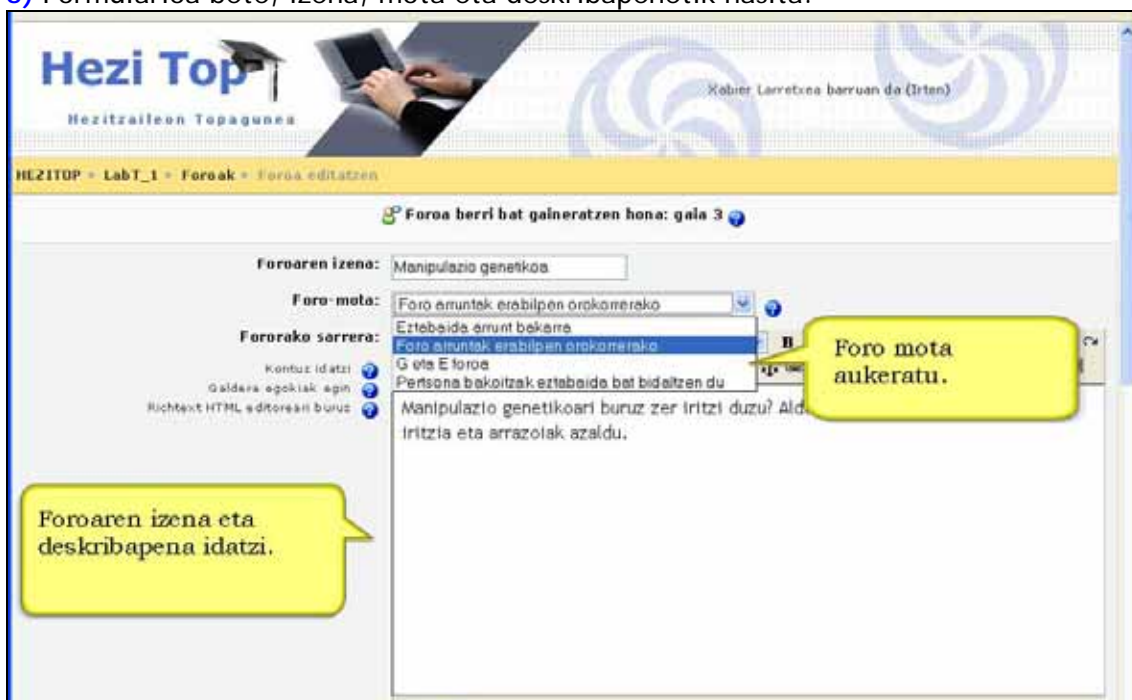 Formularioa bete, izena, mota eta deskribapenetik hasita:
Hezi Top
Hezitzaileon Topagunea
Xabier Larretxea barruan da (Irten)
HEZITOP » LabT_1 » Foroak » Foroa editatzen
Foroa berri bat gaineratzen hona: gaia 3
Foroaren izena: Manipulazio genetikoa
Foro-mota: Foro arruntak erabilpen orokorrerako
Eztabaida arrunt bakarra
Foro arruntak erabilpen orokorrerako
G eta E foroa
Pertsona bakoitzak eztabaida bat bidaltzen du
Fororako sarrera:
Kontuz idatzi
Galdera egokiak egin
Richtext HTML editoreari buruz
B
Foro mota
aukeratu.
Manipulazio genetikoari buruz zer iritzi duzu?
iritzia eta arrazoiak azaldu.
Foroaren izena eta
deskribapena idatzi.